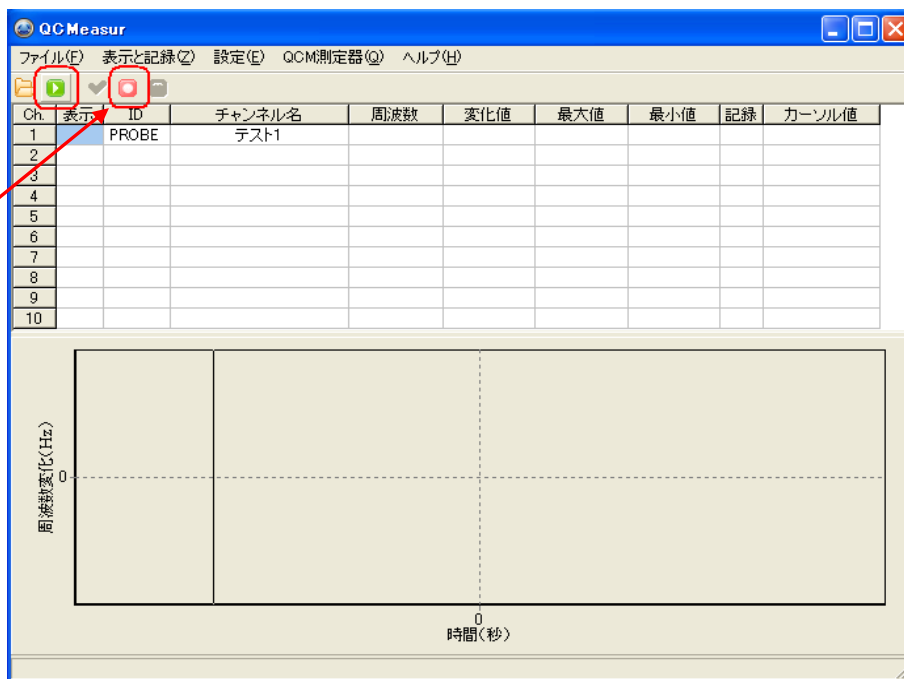 QCMeasur
ファイル(F) 表示と記録(Z) 設定(E) QCM測定器(Q) ヘルプ(H)
Ch. 表示 ID チャンネル名 周波数 変化値 最大値 最小値 記録 カーソル値
1 PROBE テスト1
2
3
4
5
6
7
8
9
10
周波数変化(Hz)
0
0
時間(秒)